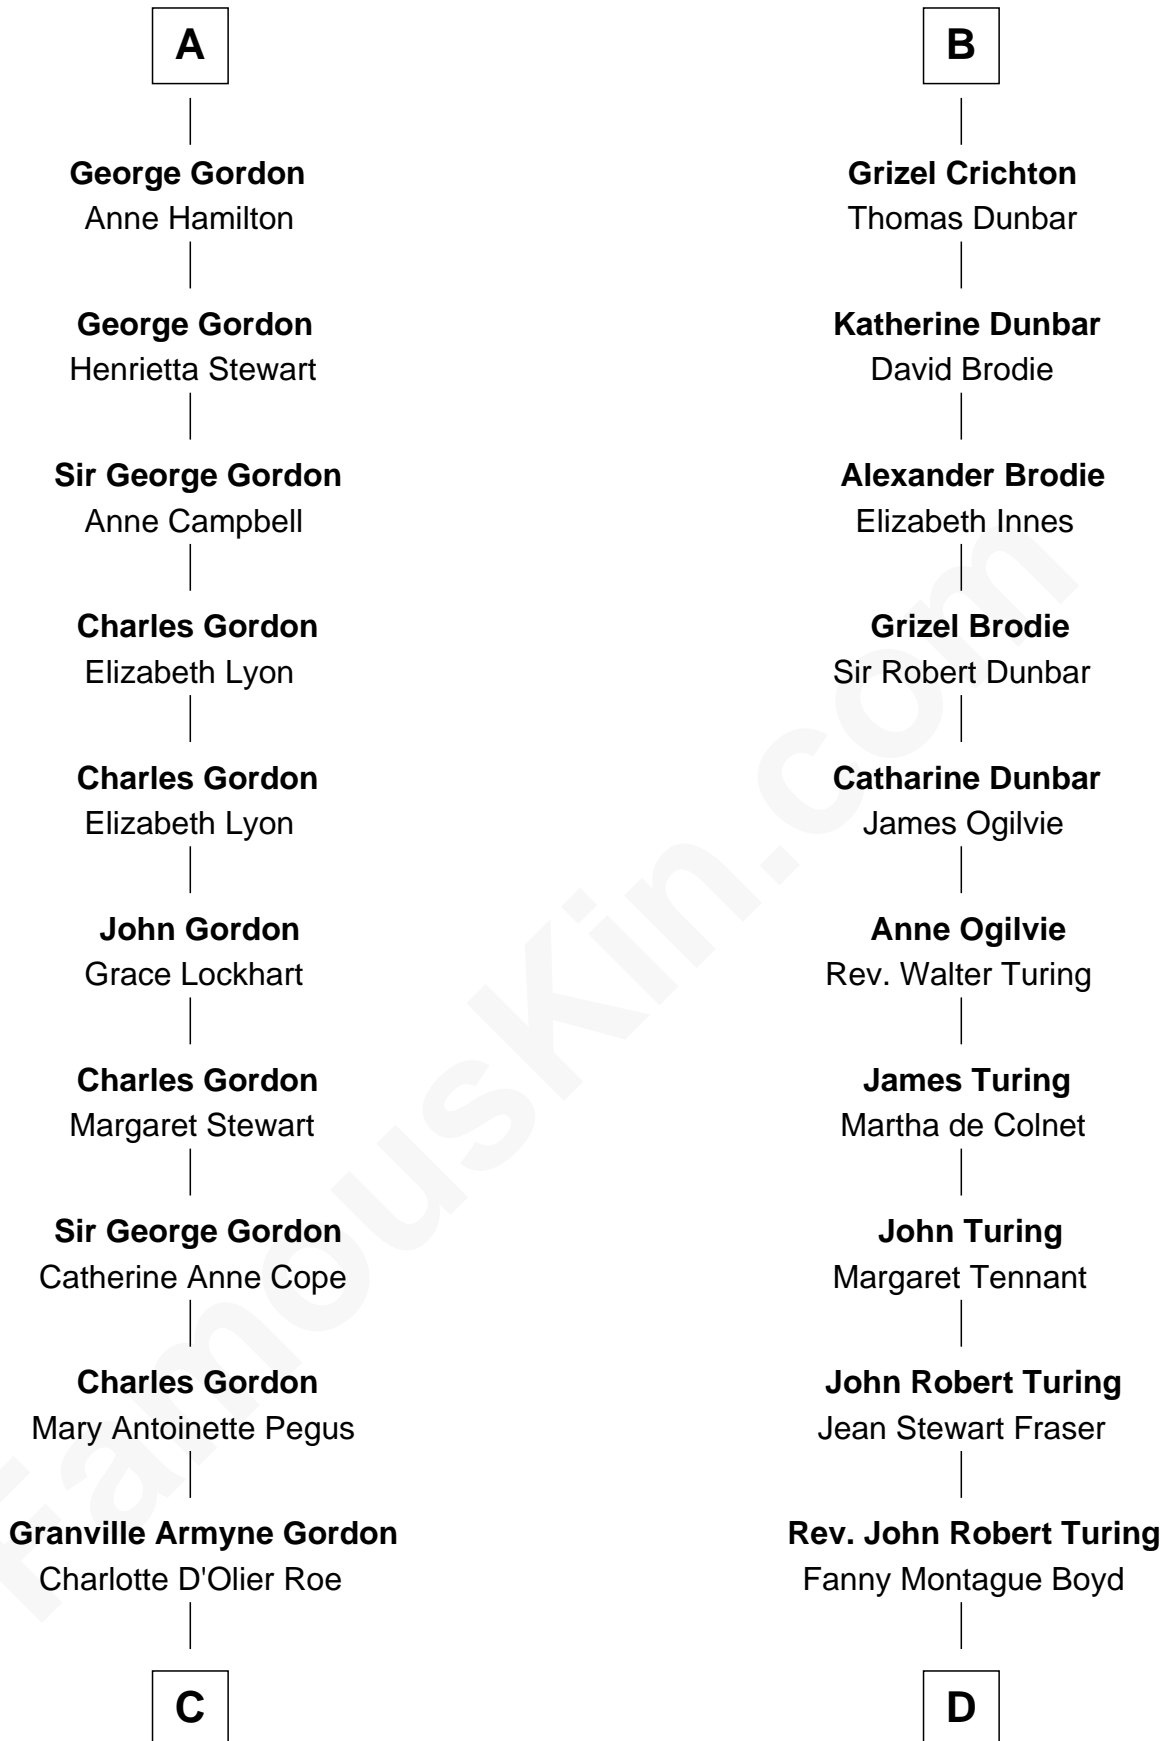 A
George Gordon
Anne Hamilton
George Gordon
Henrietta Stewart
Sir George Gordon
Anne Campbell
Charles Gordon
Elizabeth Lyon
Charles Gordon
Elizabeth Lyon
John Gordon
Grace Lockhart
Charles Gordon
Margaret Stewart
Sir George Gordon
Catherine Anne Cope
Charles Gordon
Mary Antoinette Pegus
Granville Armyne Gordon
Charlotte D'Olier Roe
C
B
Grizel Crichton
Thomas Dunbar
Katherine Dunbar
David Brodie
Alexander Brodie
Elizabeth Innes
Grizel Brodie
Sir Robert Dunbar
Catharine Dunbar
James Ogilvie
Anne Ogilvie
Rev. Walter Turing
James Turing
Martha de Colnet
John Turing
Margaret Tennant
John Robert Turing
Jean Stewart Fraser
Rev. John Robert Turing
Fanny Montague Boyd
D
FamousKin.com